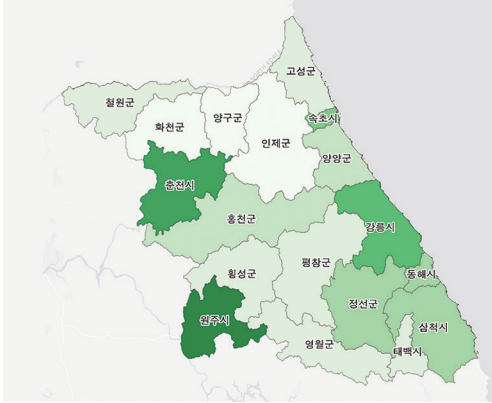 고성군
철원군
속초시
화천군
양구군
인제군
양양군
춘천시
홍천군
강릉시
평창군
횡성군
동해시
정선군
원주시
삼척시
영월군
태백시